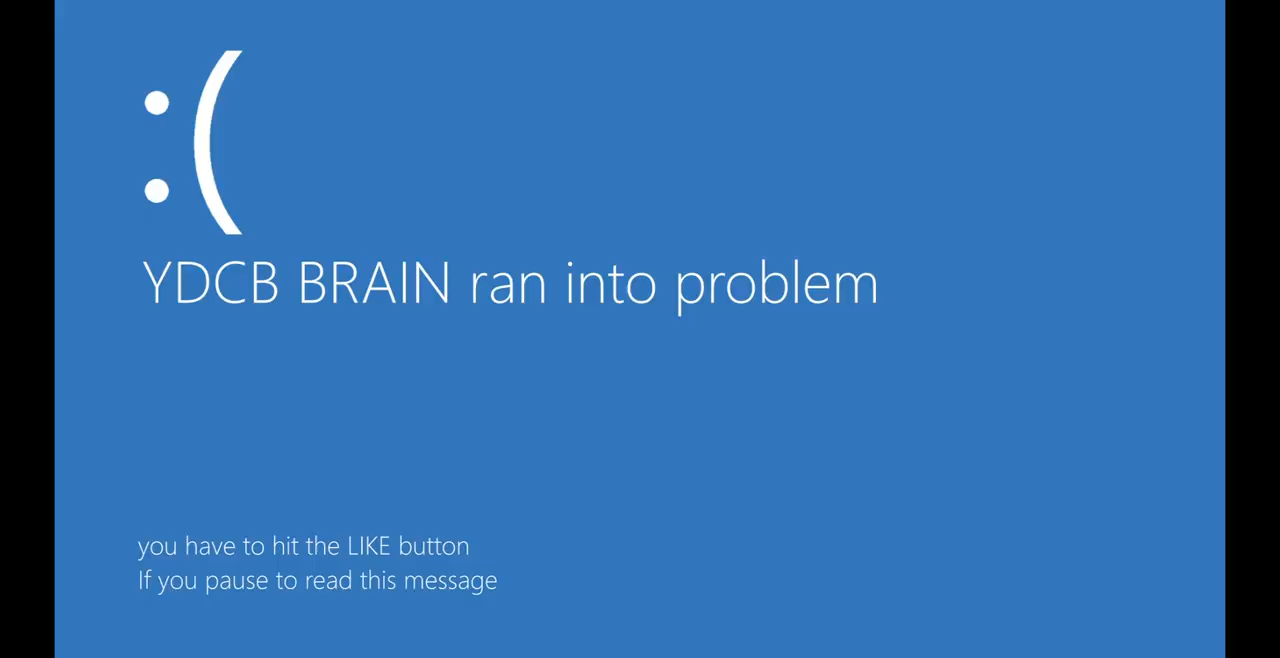 :(
YDCB BRAIN ran into problem
you have to hit the LIKE button
If you pause to read this message